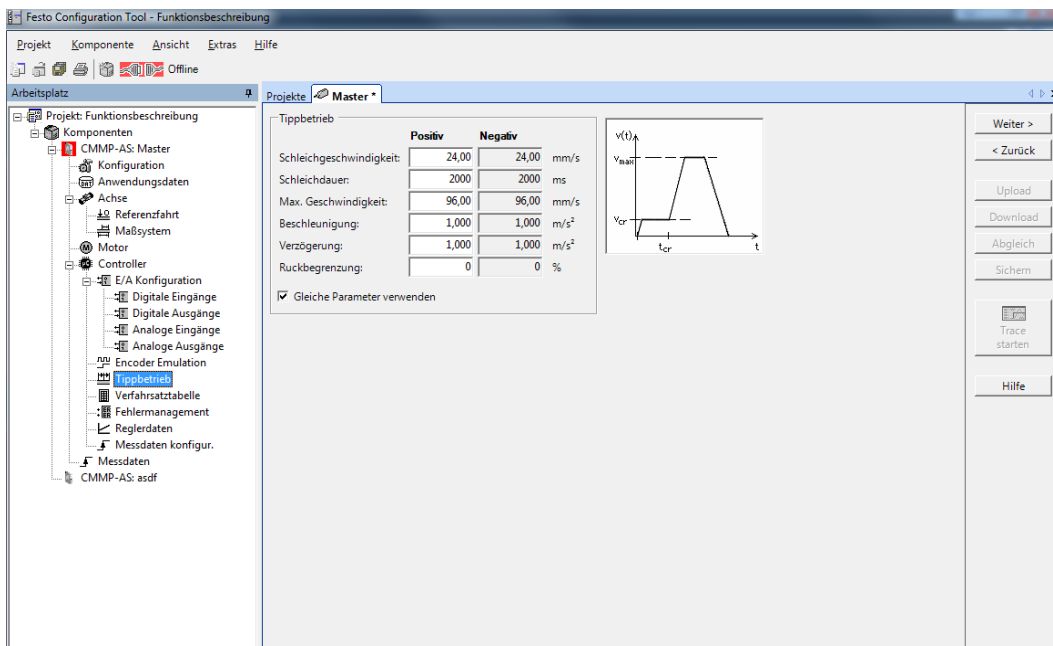 Festo Configuration Tool - Funktionsbeschreibung
Projekt Komponente Ansicht Extras Hilfe
Offline
Arbeitsplatz
Projekt: Funktionsbeschreibung
Komponenten
CMMP-AS: Master
Konfiguration
Anwendungsdaten
Achse
Referenzfahrt
Maßsystem
Motor
Controller
E/A Konfiguration
Digitale Eingänge
Digitale Ausgänge
Analoge Eingänge
Analoge Ausgänge
Encoder Emulation
Tippbetrieb
Verfahrsatztabelle
Fehlermanagement
Reglerdaten
Messdaten konfigur.
Messdaten
CMMP-AS: asdf
Projekte Master *
Tippbetrieb
Positiv Negativ
Schleichgeschwindigkeit: 24,00 24,00 mm/s
Schleichdauer: 2000 2000 ms
Max. Geschwindigkeit: 96,00 96,00 mm/s
Beschleunigung: 1,000 1,000 m/s²
Verzögerung: 1,000 1,000 m/s²
Ruckbegrenzung: 0 0 %
Gleiche Parameter verwenden
v(t)
vmax
vcr
tcr t
Weiter >
< Zurück
Upload
Download
Abgleich
Sichern
Trace
starten
Hilfe